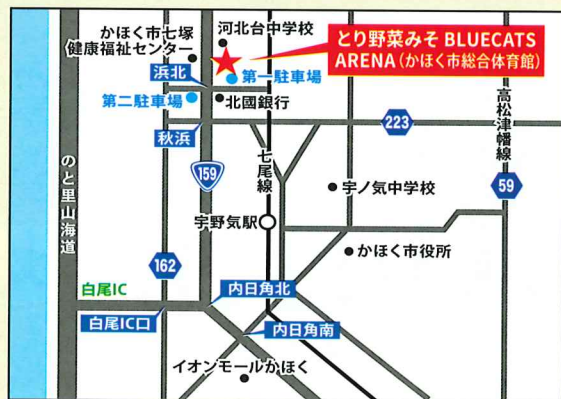 かほく市七塚
健康福祉センター
河北台中学校
とり野菜みそ BLUECATS
ARENA(かほく市総合体育館)
第一駐車場
浜北
第二駐車場
北國銀行
秋浜
223
高松津幡線
のと里山海道
159
七尾線
宇ノ気中学校
59
宇野気駅
かほく市役所
162
白尾IC
内日角北
白尾IC口
内日角南
イオンモールかほく